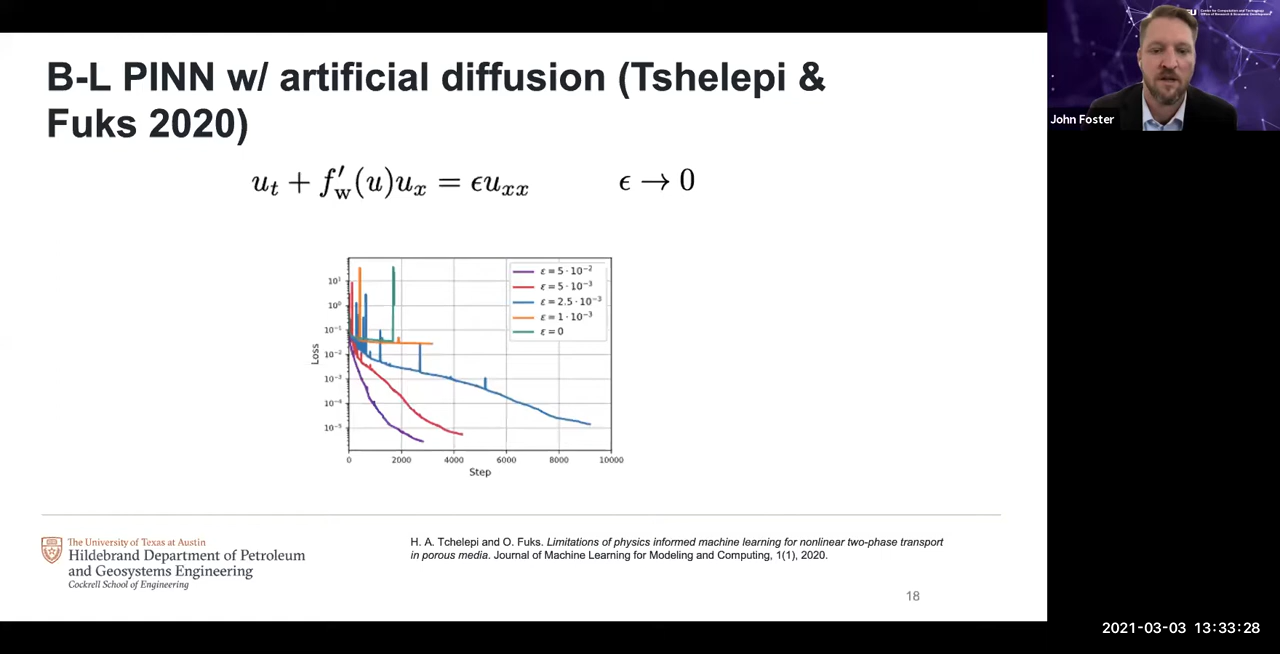 B-L PINN w/ artificial diffusion (Tshelepi &
Fuks 2020)
u_t + f'_w(u)u_x = ϵu_xx
ϵ → 0
10¹
10⁰
10⁻¹
10⁻²
10⁻³
10⁻⁴
10⁻⁵
Loss
ε = 5 · 10⁻²
ε = 5 · 10⁻³
ε = 2.5 · 10⁻³
ε = 1 · 10⁻³
ε = 0
0 2000 4000 6000 8000 10000
Step
The University of Texas at Austin
Hildebrand Department of Petroleum
and Geosystems Engineering
Cockrell School of Engineering
H. A. Tchelepi and O. Fuks. Limitations of physics informed machine learning for nonlinear two-phase transport
in porous media. Journal of Machine Learning for Modeling and Computing, 1(1), 2020.
18
John Foster
Center for Computation and Technology
2021-03-03 13:33:28